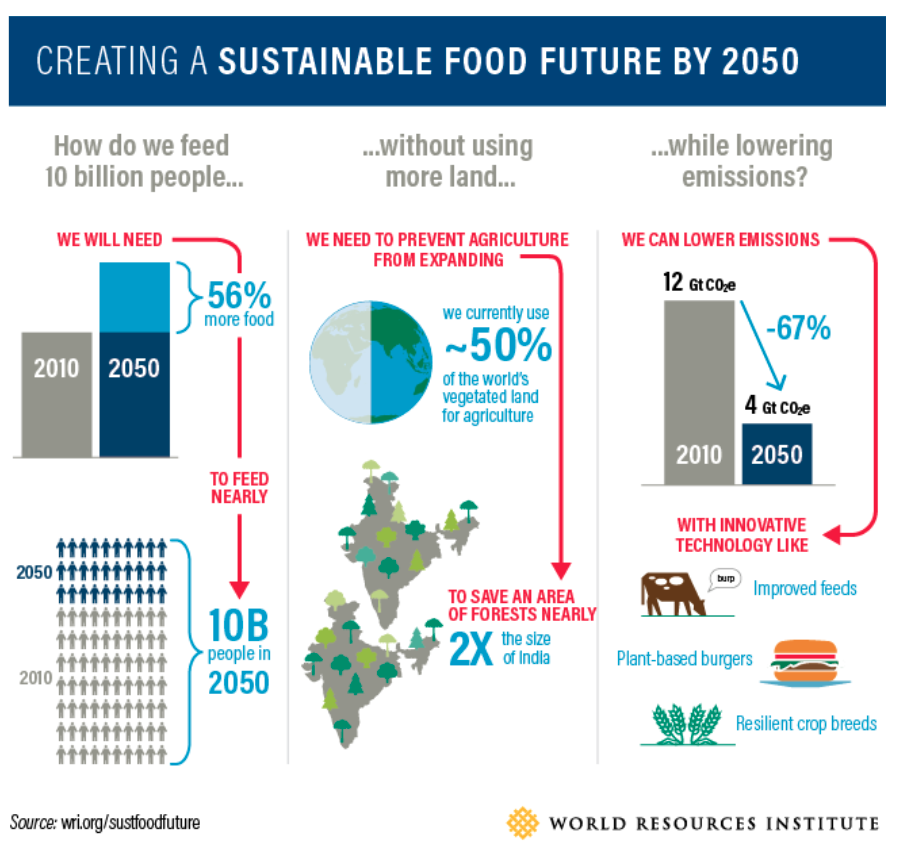 CREATING A SUSTAINABLE FOOD FUTURE BY 2050
How do we feed
10 billion people...
WE WILL NEED
56%
more food
2010
2050
TO FEED
NEARLY
2050
2010
10B
people in
2050
...without using
more land...
WE NEED TO PREVENT AGRICULTURE
FROM EXPANDING
we currently use
~50%
of the world's
vegetated land
for agriculture
TO SAVE AN AREA
OF FORESTS NEARLY
2X
the size
of India
...while lowering
emissions?
WE CAN LOWER EMISSIONS
12 Gt CO₂e
-67%
4 Gt CO₂e
2010
2050
WITH INNOVATIVE
TECHNOLOGY LIKE
burp
Improved feeds
Plant-based burgers
Resilient crop breeds
Source: wri.org/sustfoodfuture
WORLD RESOURCES INSTITUTE